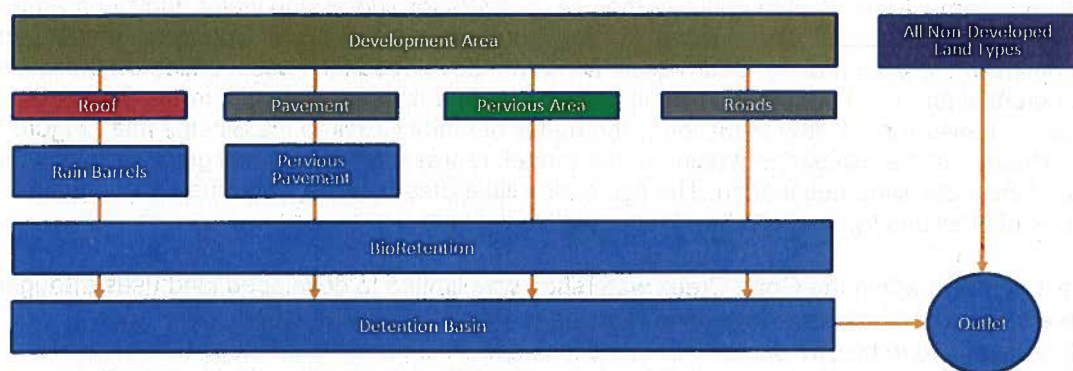 Development Area
All Non-Developed
Land Types
Roof
Pavement
Pervious Area
Roads
Rain Barrels
Pervious
Pavement
BioRetention
Detention Basin
Outlet